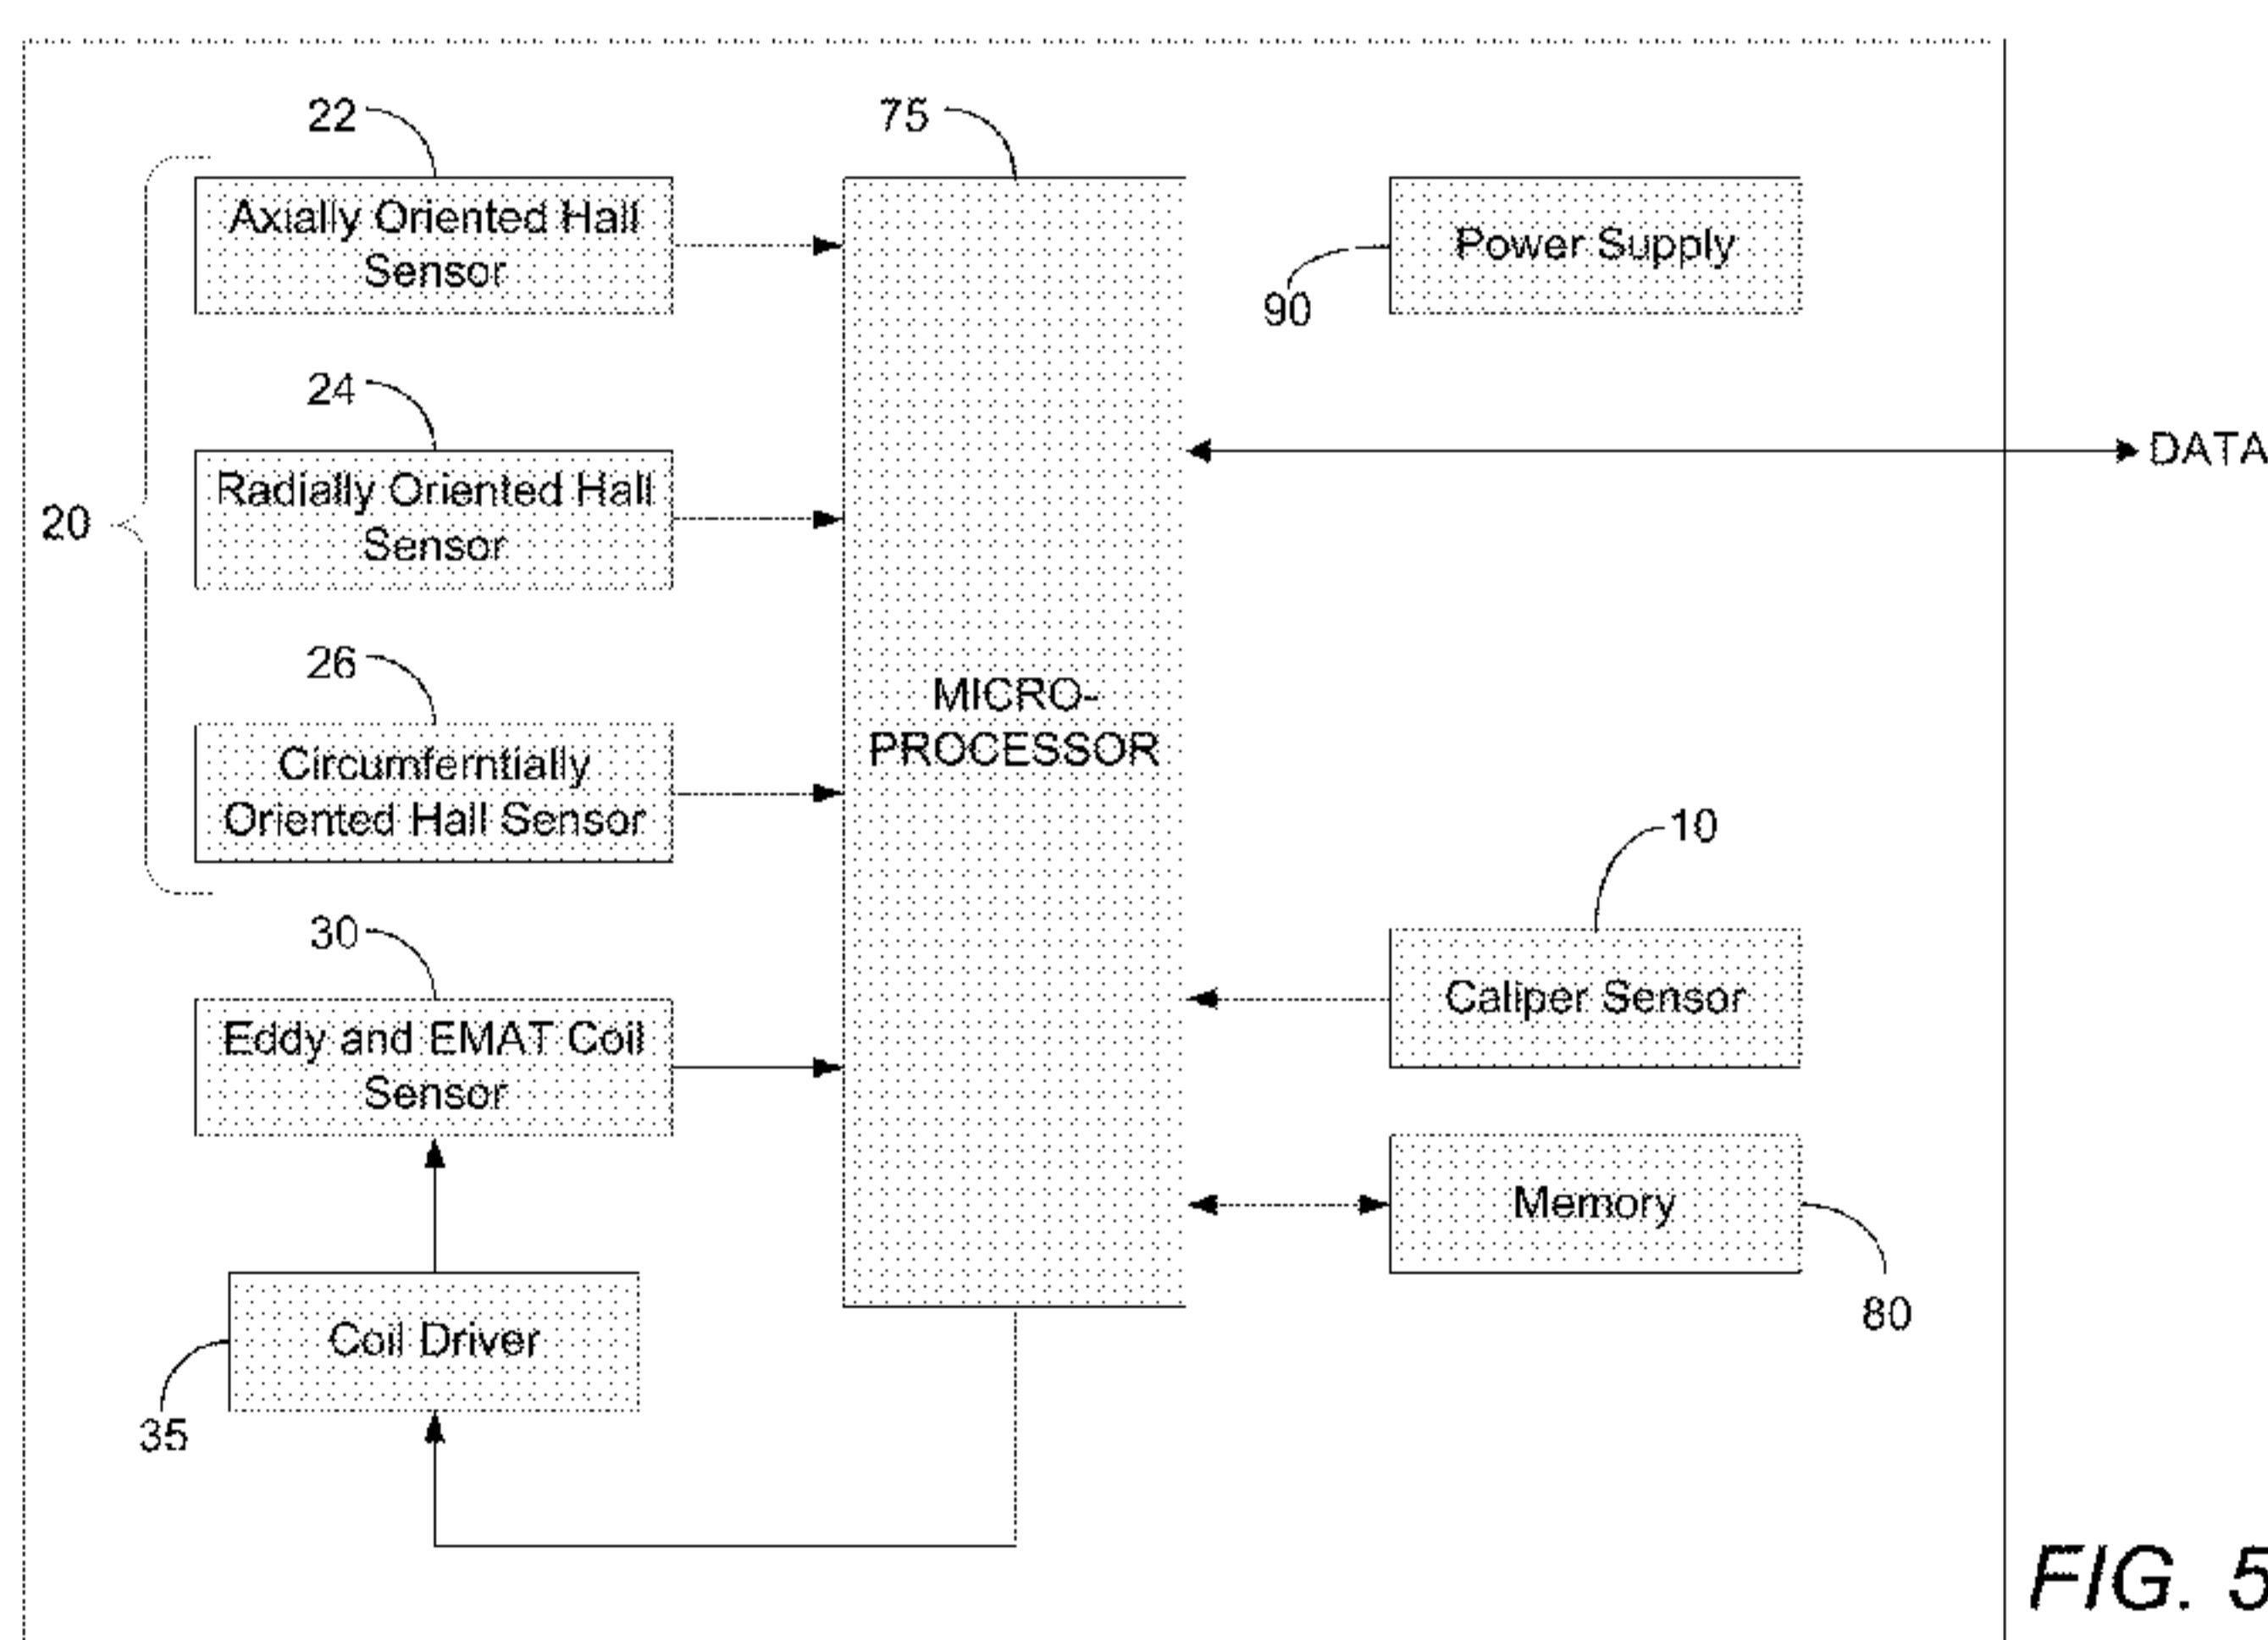 22
75
Axially Oriented Hall
Sensor
Power Supply
90
24
DATA
Radially Oriented Hall
Sensor
20
26
MICRO-
PROCESSOR
Circumferntially
Oriented Hall Sensor
10
30
Caliper Sensor
Eddy and EMAT Coil
Sensor
Memory
80
Coil Driver
35
FIG. 5